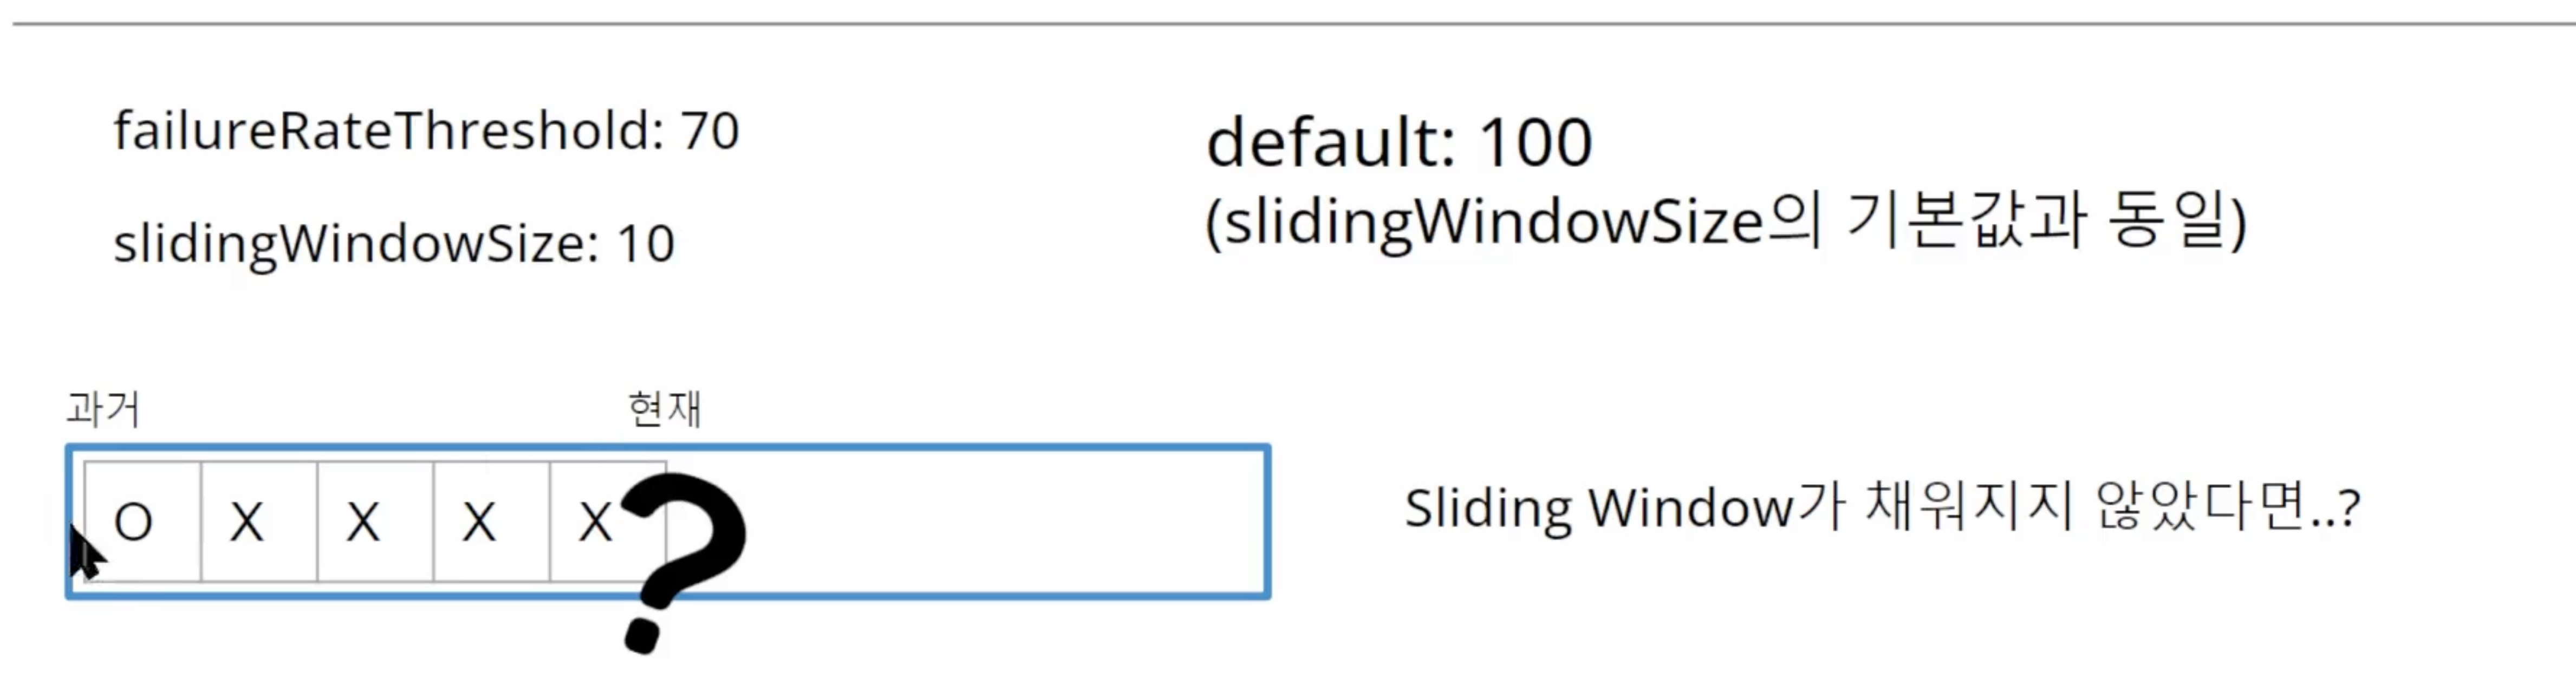 failureRateThreshold: 70
slidingWindowSize: 10
default: 100
(slidingWindowSize의 기본값과 동일)
과거 현재
O X X X X ?
Sliding Window가 채워지지 않았다면..?